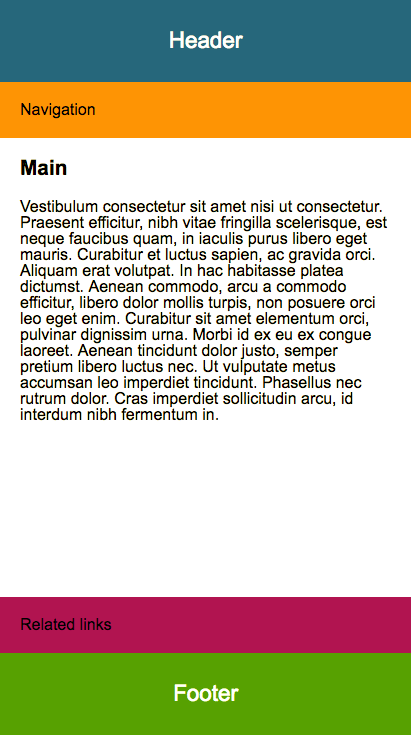 Header
Navigation
Main
Vestibulum consectetur sit amet nisi ut consectetur.
Praesent efficitur, nibh vitae fringilla scelerisque, est
neque faucibus quam, in iaculis purus libero eget
mauris. Curabitur et luctus sapien, ac gravida orci.
Aliquam erat volutpat. In hac habitasse platea
dictumst. Aenean commodo, arcu a commodo
efficitur, libero dolor mollis turpis, non posuere orci
leo eget enim. Curabitur sit amet elementum orci,
pulvinar dignissim urna. Morbi id ex eu ex congue
laoreet. Aenean tincidunt dolor justo, semper
pretium libero luctus nec. Ut vulputate metus
accumsan leo imperdiet tincidunt. Phasellus nec
rutrum dolor. Cras imperdiet sollicitudin arcu, id
interdum nibh fermentum in.
Related links
Footer